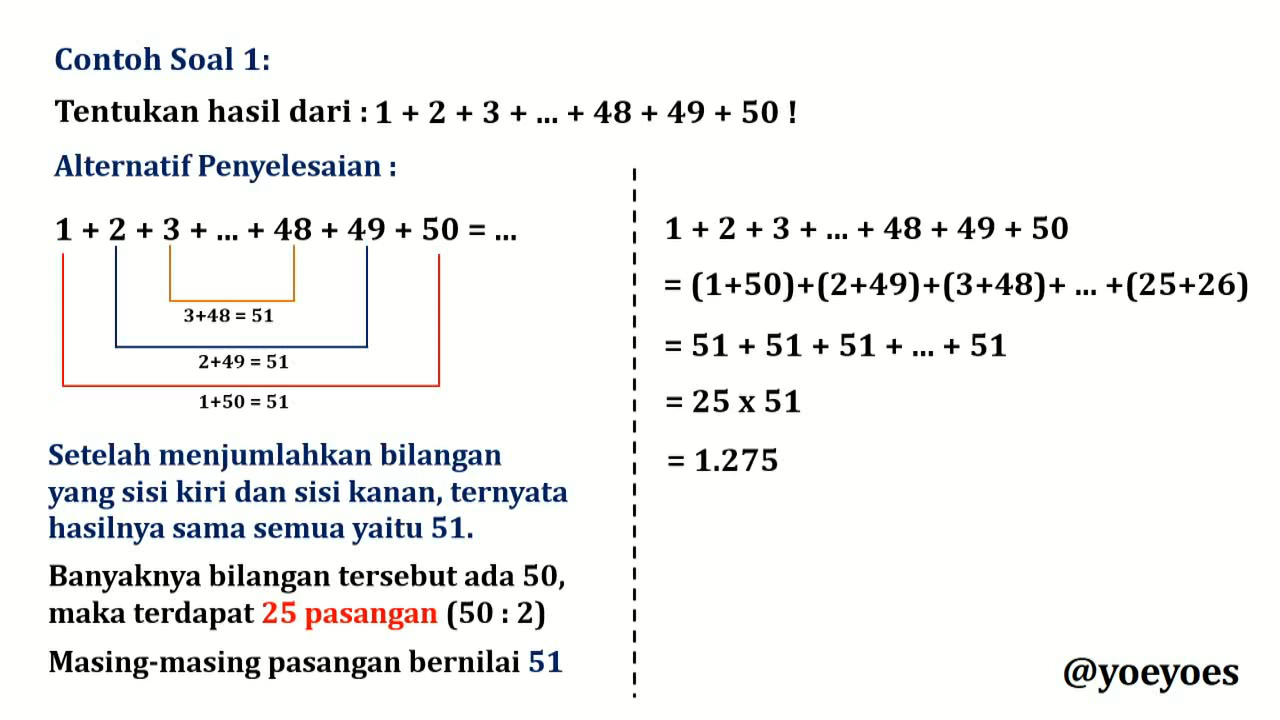 Contoh Soal 1:
Tentukan hasil dari : 1 + 2 + 3 + ... + 48 + 49 + 50 !
Alternatif Penyelesaian :
1 + 2 + 3 + ... + 48 + 49 + 50 = ...
3+48 = 51
2+49 = 51
1+50 = 51
Setelah menjumlahkan bilangan
yang sisi kiri dan sisi kanan, ternyata
hasilnya sama semua yaitu 51.
Banyaknya bilangan tersebut ada 50,
maka terdapat 25 pasangan (50 : 2)
Masing-masing pasangan bernilai 51
1 + 2 + 3 + ... + 48 + 49 + 50
= (1+50)+(2+49)+(3+48)+ ... +(25+26)
= 51 + 51 + 51 + ... + 51
= 25 x 51
= 1.275
@yoeyoes